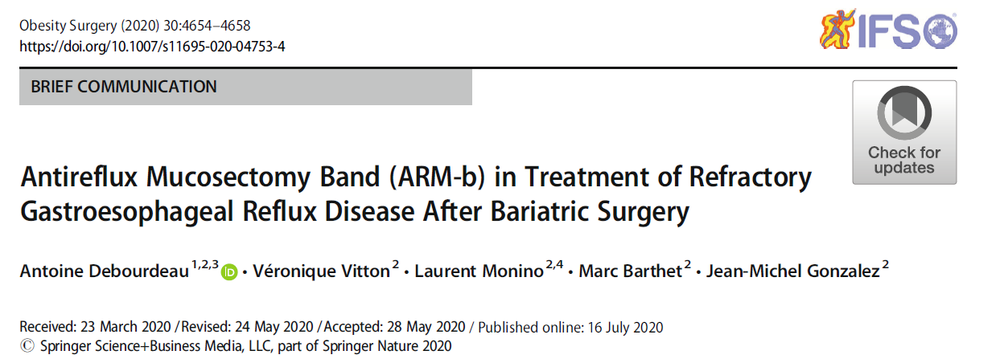 Obesity Surgery (2020) 30:4654–4658
https://doi.org/10.1007/s11695-020-04753-4
IFSO
BRIEF COMMUNICATION
Check for
updates
Antireflux Mucosectomy Band (ARM-b) in Treatment of Refractory
Gastroesophageal Reflux Disease After Bariatric Surgery
Antoine Debourdeau 1,2,3 iD • Véronique Vitton 2 • Laurent Monino 2,4 • Marc Barthet 2 • Jean-Michel Gonzalez 2
Received: 23 March 2020 / Revised: 24 May 2020 / Accepted: 28 May 2020 / Published online: 16 July 2020
© Springer Science+Business Media, LLC, part of Springer Nature 2020